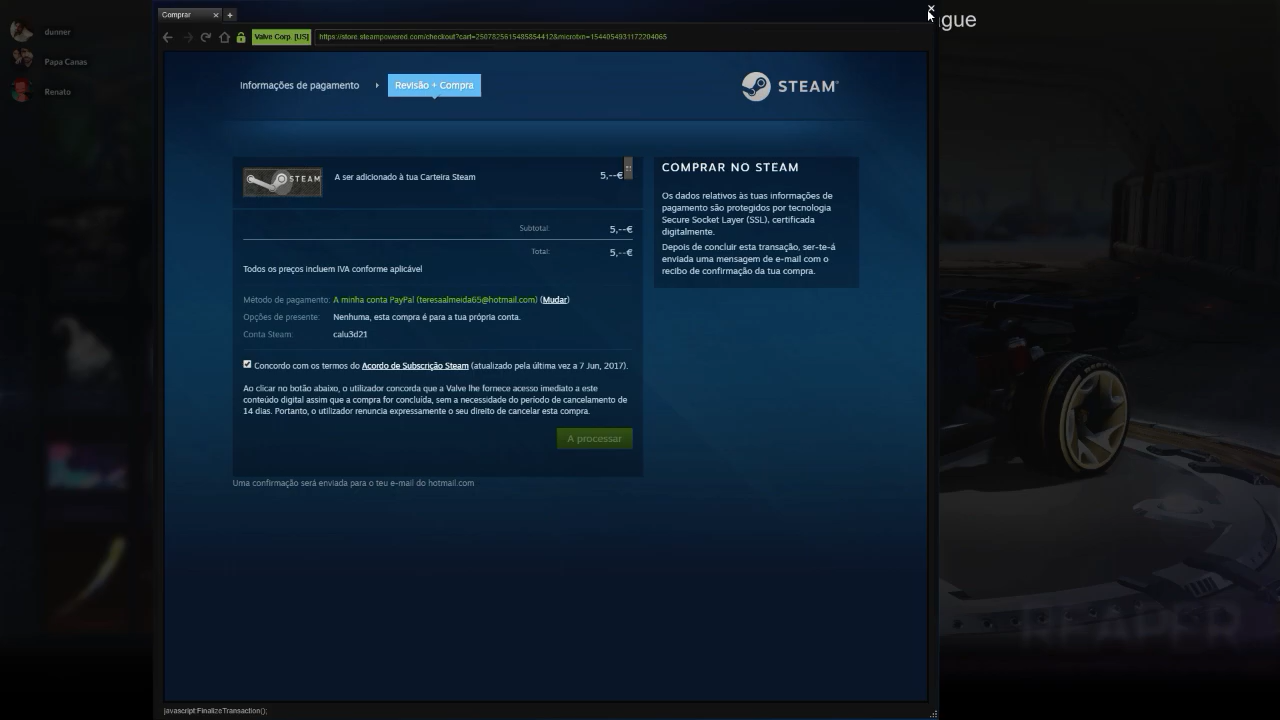 Comprar
dunner
Papa Canas
Renato
gue
Valve Corp. [US]
https://store.steampowered.com/checkout?cart=2507825615485854412&microtxn=1544054931172204065
Informações de pagamento
Revisão + Compra
STEAM
STEAM
A ser adicionado à tua Carteira Steam
5,--€
Subtotal:
5,--€
Total:
5,--€
Todos os preços incluem IVA conforme aplicável
Método de pagamento: A minha conta PayPal (teresaalmeida65@hotmail.com) (Mudar)
Opções de presente: Nenhuma, esta compra é para a tua própria conta.
Conta Steam: calu3d21
Concordo com os termos do Acordo de Subscrição Steam (atualizado pela última vez a 7 Jun, 2017).
Ao clicar no botão abaixo, o utilizador concorda que a Valve lhe fornece acesso imediato a este
conteúdo digital assim que a compra for concluída, sem a necessidade do período de cancelamento de
14 dias. Portanto, o utilizador renuncia expressamente o seu direito de cancelar esta compra.
A processar
Uma confirmação será enviada para o teu e-mail do hotmail.com
COMPRAR NO STEAM
Os dados relativos às tuas informações de
pagamento são protegidos por tecnologia
Secure Socket Layer (SSL), certificada
digitalmente.
Depois de concluir esta transação, ser-te-á
enviada uma mensagem de e-mail com o
recibo de confirmação da tua compra.
REAPER
javascript:FinalizeTransaction();